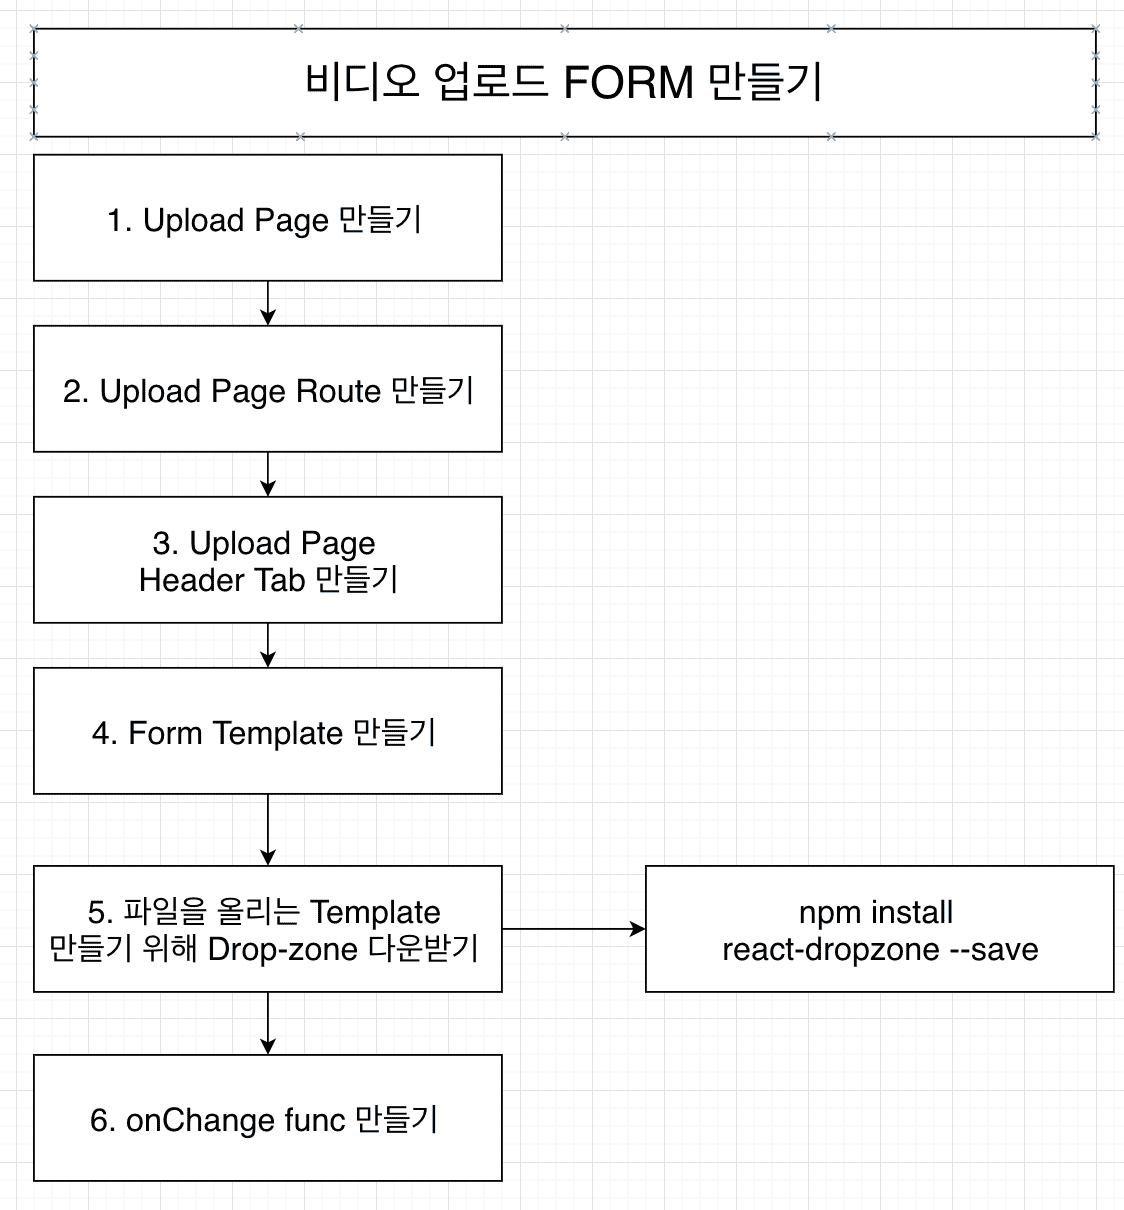 비디오 업로드 FORM 만들기
1. Upload Page 만들기
2. Upload Page Route 만들기
3. Upload Page
Header Tab 만들기
4. Form Template 만들기
5. 파일을 올리는 Template
만들기 위해 Drop-zone 다운받기
npm install
react-dropzone --save
6. onChange func 만들기